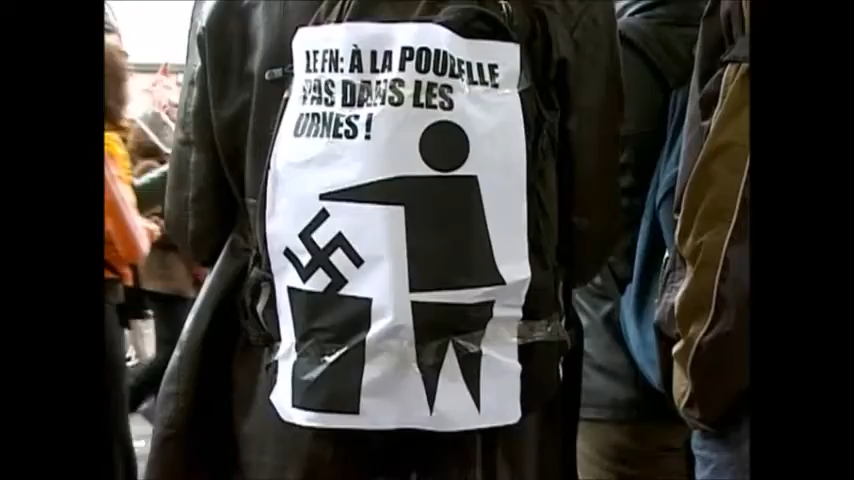 LE FN: À LA POUBELLE
PAS DANS LES
URNES !